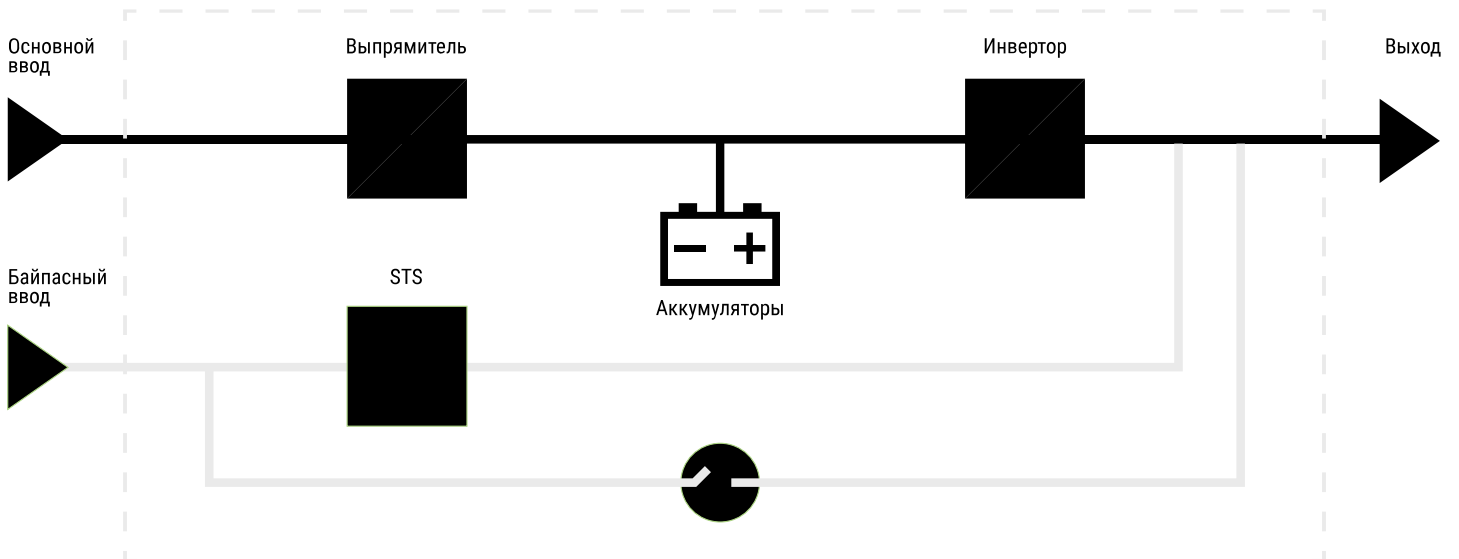 Основной
ввод
Выпрямитель
Инвертор
Выход
Байпасный
ввод
STS
Аккумуляторы